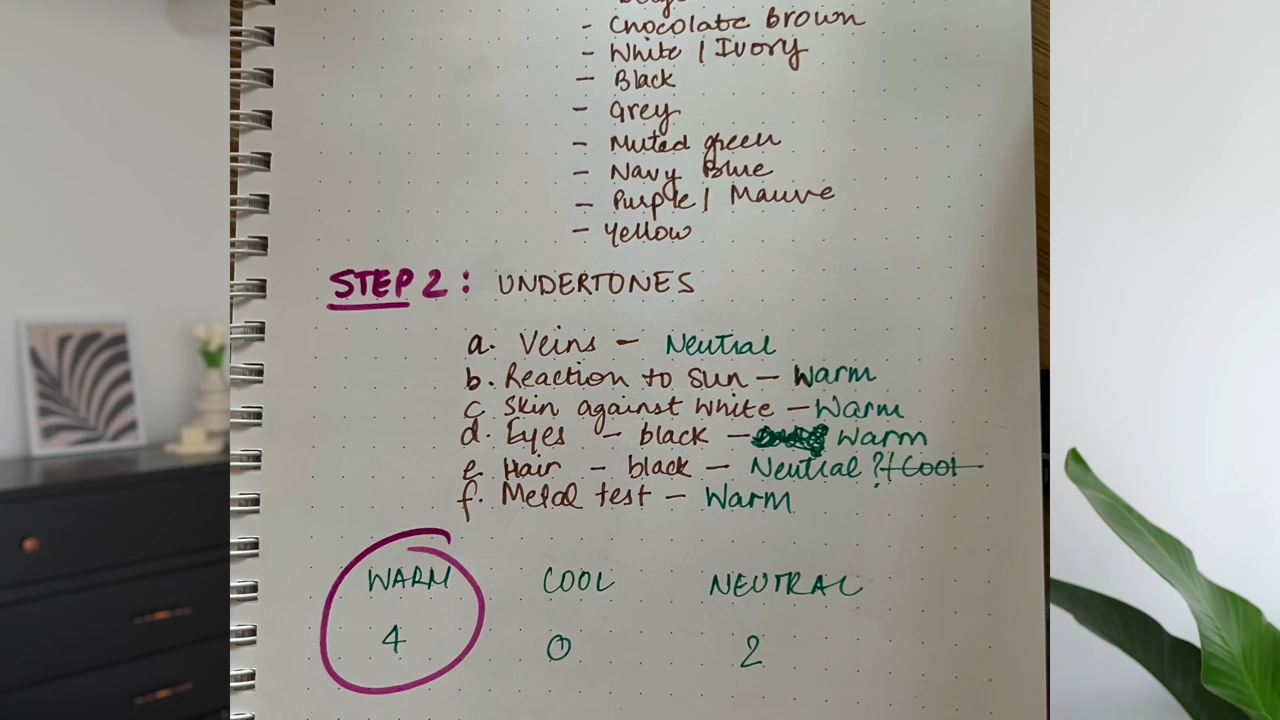 - Chocolate Brown
- White / Ivory
- Black
- Grey
- Muted green
- Navy Blue
- Purple / Mauve
- Yellow
STEP 2: UNDERTONES
a. Veins - Neutral
b. Reaction to Sun - Warm
c. Skin against White - Warm
d. Eyes - black - Warm
e. Hair - black - Neutral ? / Cool
f. Metal test - Warm
WARM COOL NEUTRAL
4 0 2